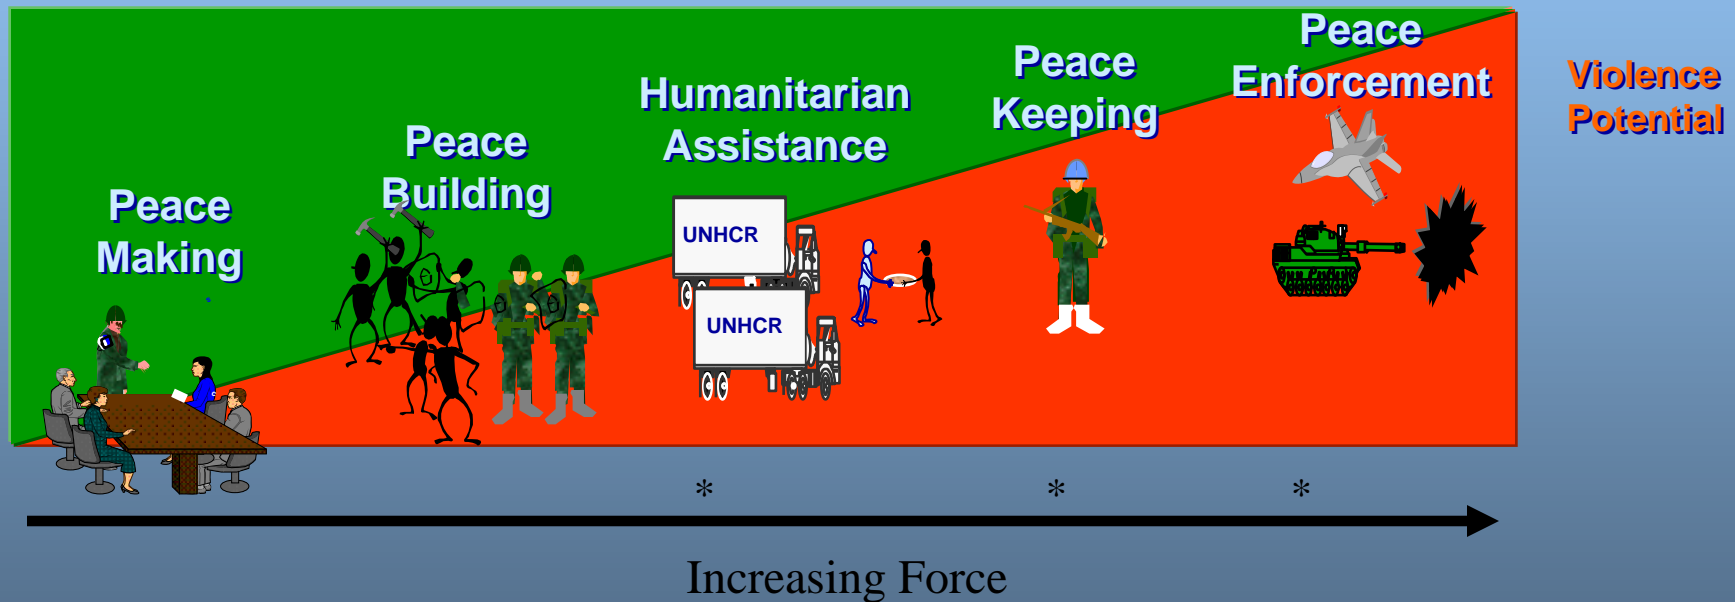 Peace
Making
Peace
Building
Humanitarian
Assistance
UNHCR
UNHCR
Peace
Keeping
Peace
Enforcement
Violence
Potential
* * *
Increasing Force